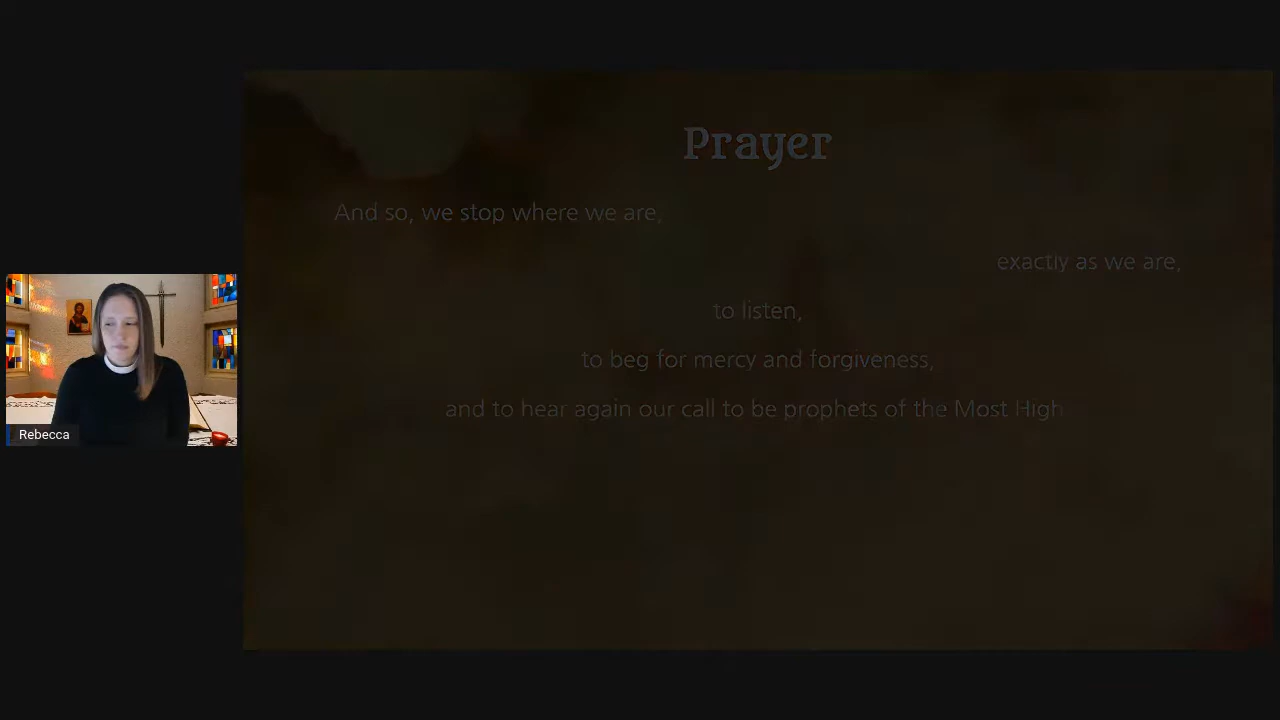 Prayer
And so, we stop where we are,
exactly as we are,
to listen,
to beg for mercy and forgiveness,
and to hear again our call to be prophets of the Most High
Rebecca